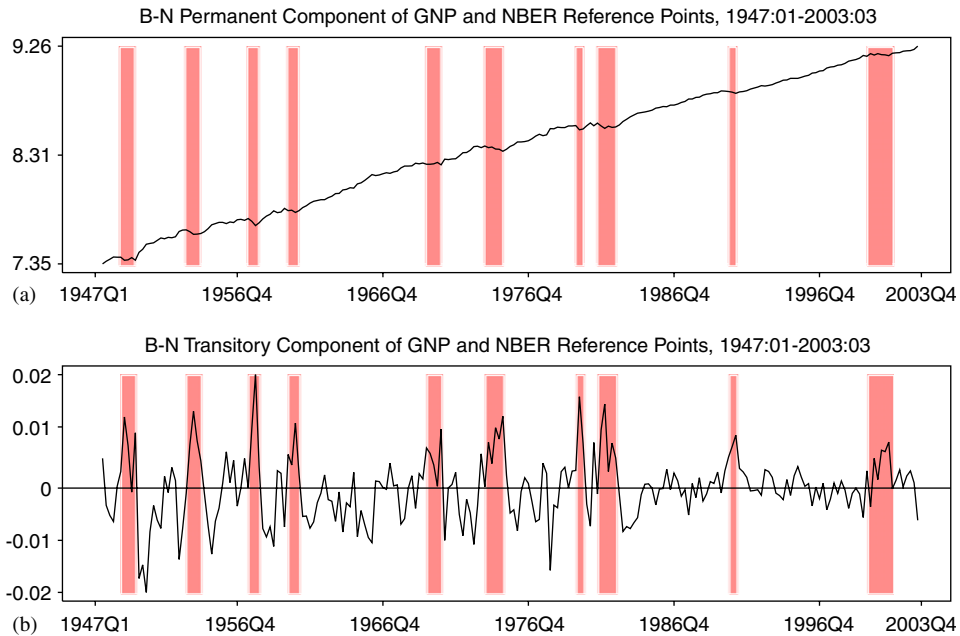 B-N Permanent Component of GNP and NBER Reference Points, 1947:01-2003:03
9.26
8.31
7.35
(a) 1947Q1 1956Q4 1966Q4 1976Q4 1986Q4 1996Q4 2003Q4
B-N Transitory Component of GNP and NBER Reference Points, 1947:01-2003:03
0.02
0.01
0
-0.01
-0.02
(b) 1947Q1 1956Q4 1966Q4 1976Q4 1986Q4 1996Q4 2003Q4